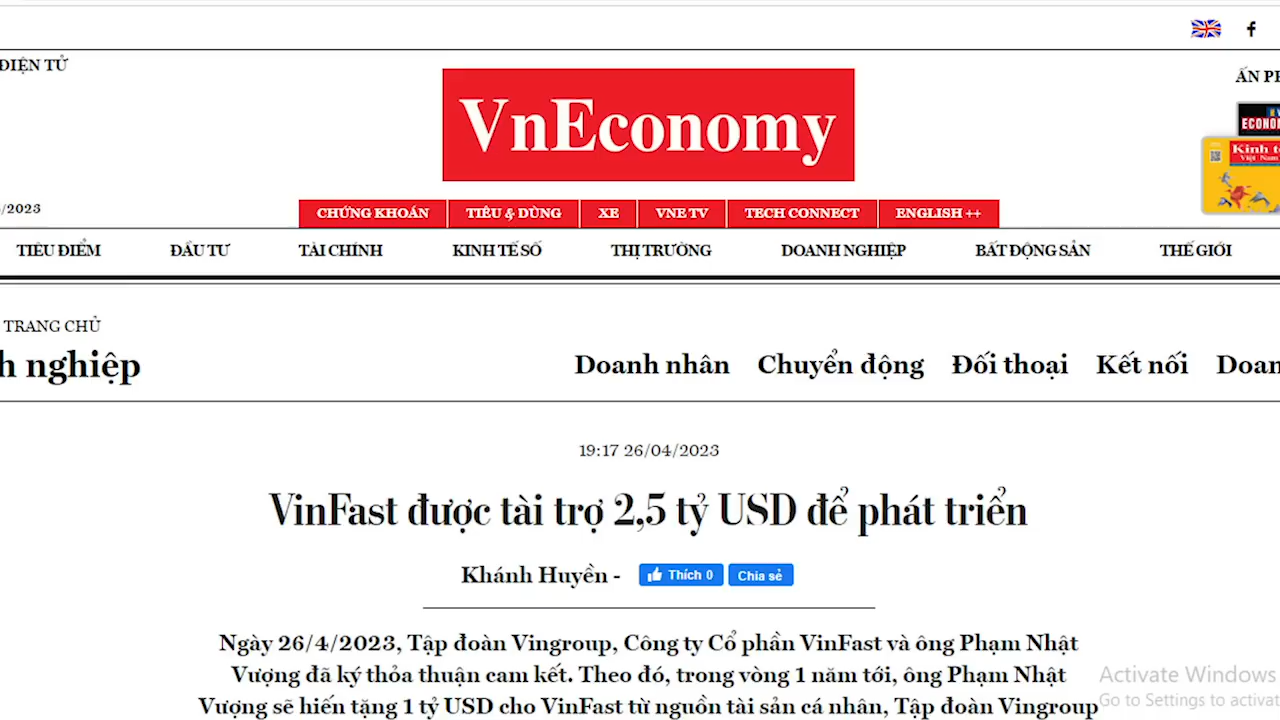 ĐIỆN TỬ
ẤN
VnEconomy
ECONO
Kinh t
Việt Nam
/2023
CHỨNG KHOÁN TIÊU & DÙNG XE VNE TV TECH CONNECT ENGLISH ++
TIÊU ĐIỂM ĐẦU TƯ TÀI CHÍNH KINH TẾ SỐ THỊ TRƯỜNG DOANH NGHIỆP BẤT ĐỘNG SẢN THẾ GIỚI
TRANG CHỦ
h nghiệp Doanh nhân Chuyển động Đối thoại Kết nối Doan
19:17 26/04/2023
VinFast được tài trợ 2,5 tỷ USD để phát triển
Khánh Huyền - Thích 0 Chia sẻ
Ngày 26/4/2023, Tập đoàn Vingroup, Công ty Cổ phần VinFast và ông Phạm Nhật
Vượng đã ký thỏa thuận cam kết. Theo đó, trong vòng 1 năm tới, ông Phạm Nhật
Vượng sẽ hiến tặng 1 tỷ USD cho VinFast từ nguồn tài sản cá nhân, Tập đoàn Vingroup
Activate Windows
Go to Settings to activat